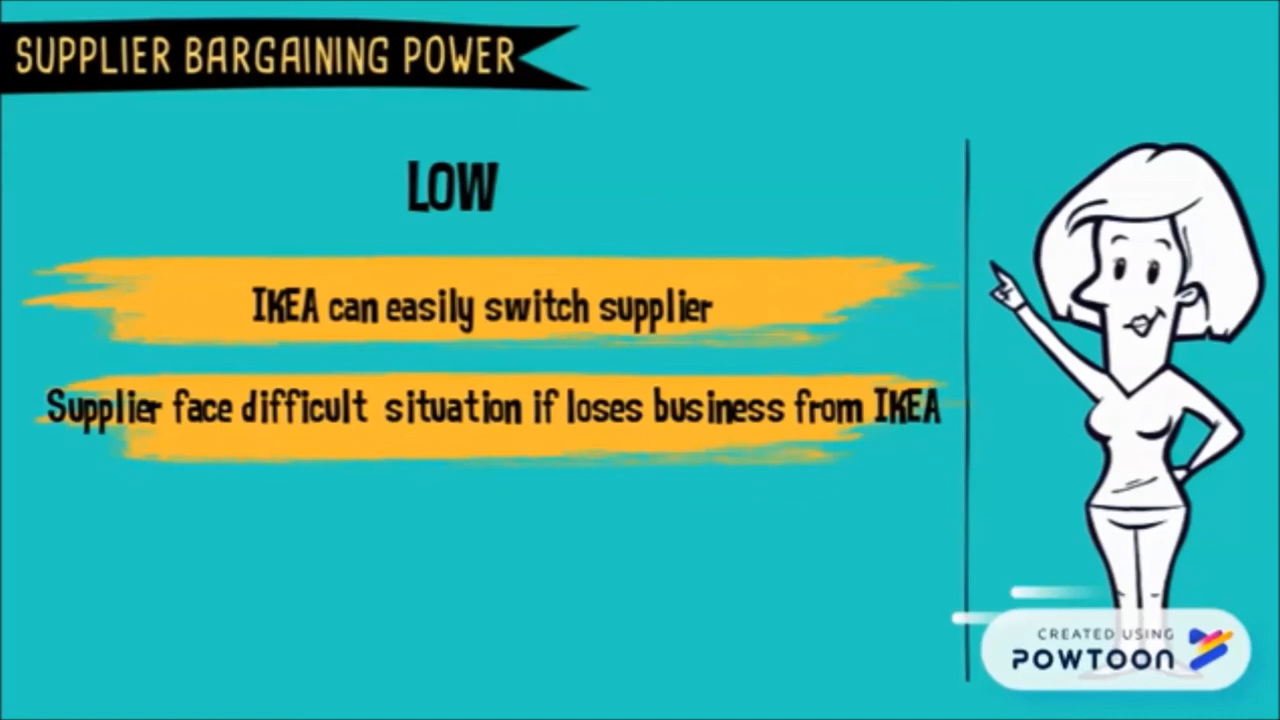 SUPPLIER BARGAINING POWER
LOW
IKEA can easily switch supplier
Supplier face difficult situation if loses business from IKEA
CREATED USING
POWTOON